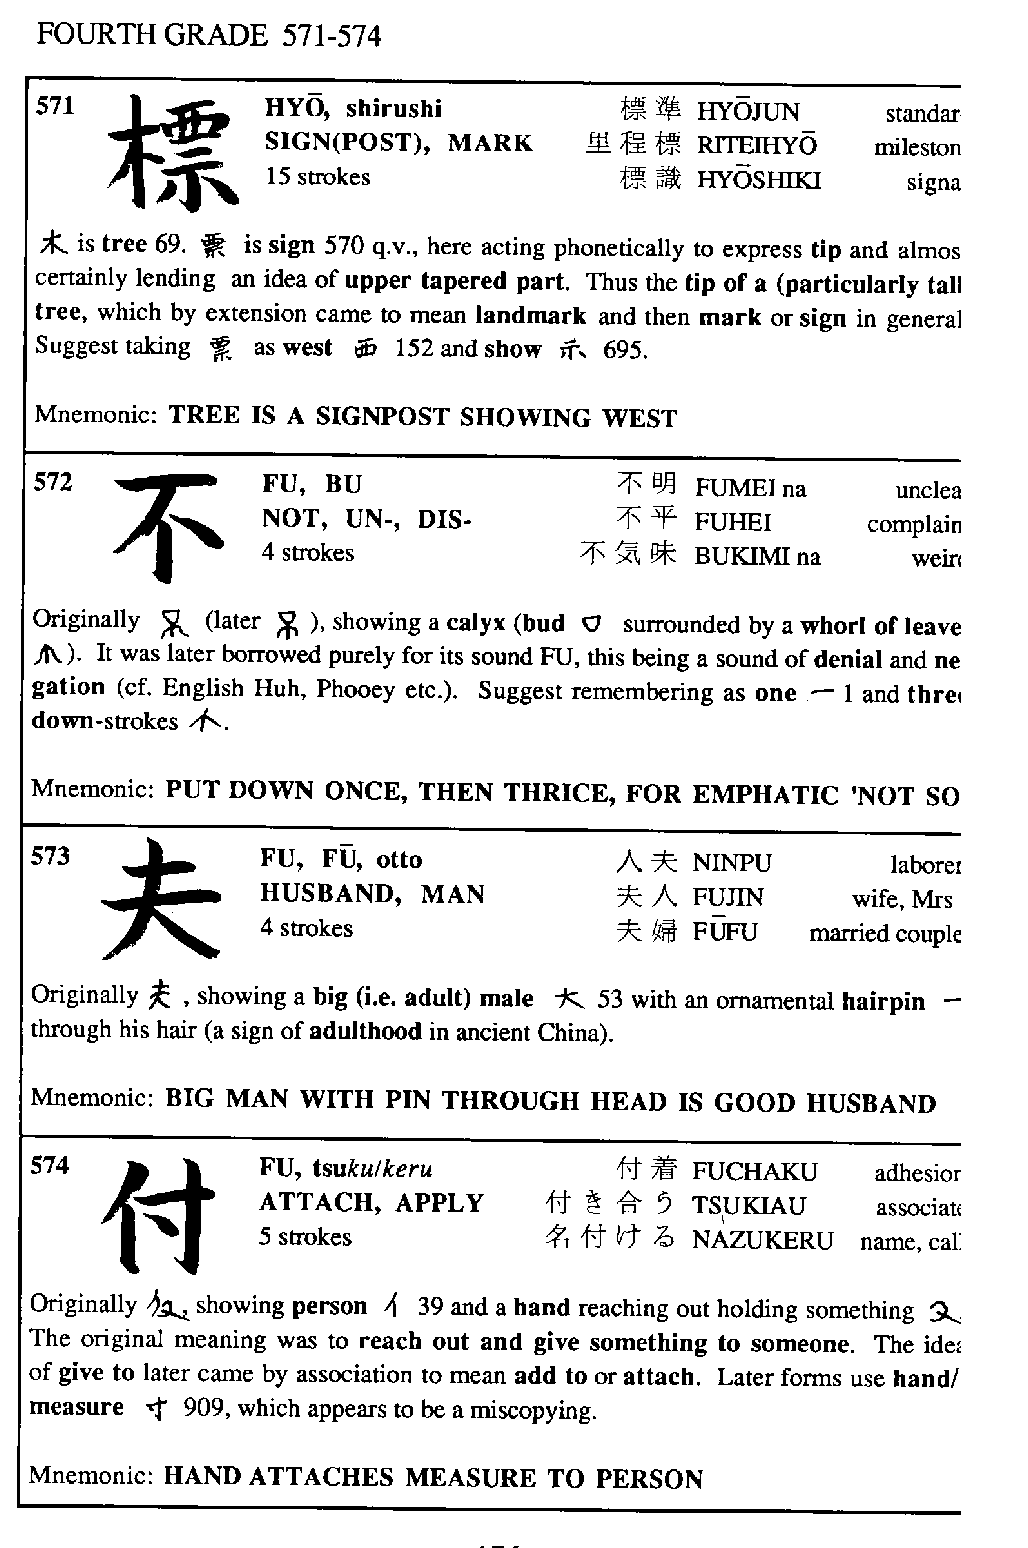 FOURTH GRADE 571-574
571 標 HYŌ, shirushi 標準 HYŌJUN standar
SIGN(POST), MARK 里程標 RITEIHYŌ mileston
15 strokes 標識 HYŌSHIKI signa
木 is tree 69. 票 is sign 570 q.v., here acting phonetically to express tip and almos
certainly lending an idea of upper tapered part. Thus the tip of a (particularly tall
tree, which by extension came to mean landmark and then mark or sign in general
Suggest taking 票 as west 西 152 and show 示 695.
Mnemonic: TREE IS A SIGNPOST SHOWING WEST
572 不 FU, BU 不明 FUMEI na unclea
NOT, UN-, DIS- 不平 FUHEI complain
4 strokes 不気味 BUKIMI na weir
Originally (later ), showing a calyx (bud surrounded by a whorl of leave
). It was later borrowed purely for its sound FU, this being a sound of denial and ne
gation (cf. English Huh, Phooey etc.). Suggest remembering as one 一 1 and three
down-strokes .
Mnemonic: PUT DOWN ONCE, THEN THRICE, FOR EMPHATIC 'NOT SO
573 夫 FU, FŪ, otto 人夫 NINPU laborer
HUSBAND, MAN 夫人 FUJIN wife, Mrs
4 strokes 夫婦 FŪFU married couple
Originally , showing a big (i.e. adult) male 大 53 with an ornamental hairpin 一
through his hair (a sign of adulthood in ancient China).
Mnemonic: BIG MAN WITH PIN THROUGH HEAD IS GOOD HUSBAND
574 付 FU, tsuku/keru 付着 FUCHAKU adhesion
ATTACH, APPLY 付き合う TSUKIAU associate
5 strokes 名付ける NAZUKERU name, call
Originally , showing person イ 39 and a hand reaching out holding something
The original meaning was to reach out and give something to someone. The idea
of give to later came by association to mean add to or attach. Later forms use hand/
measure 寸 909, which appears to be a miscopying.
Mnemonic: HAND ATTACHES MEASURE TO PERSON